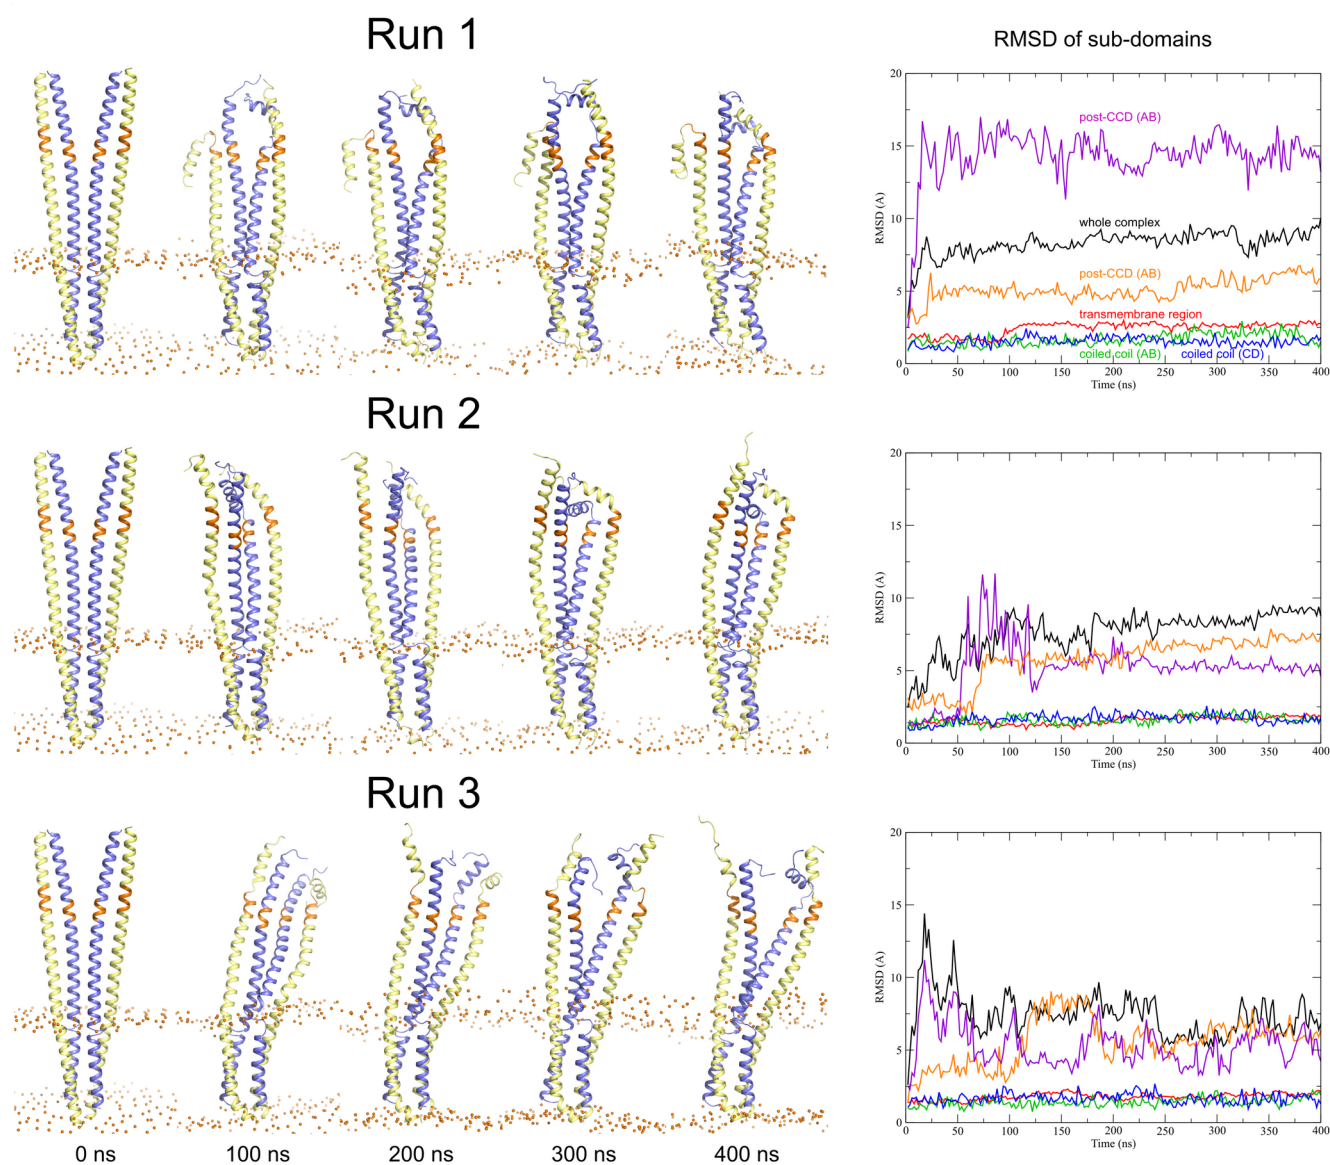 Run 1
RMSD of sub-domains
20
15
10
5
0
RMSD (A)
post-CCD (AB)
whole complex
post-CCD (AB)
transmembrane region
coiled coil (AB)
coiled coil (CD)
0 50 100 150 200 250 300 350 400
Time (ns)
Run 2
20
15
10
5
0
RMSD (A)
0 50 100 150 200 250 300 350 400
Time (ns)
Run 3
20
15
10
5
0
RMSD (A)
0 50 100 150 200 250 300 350 400
Time (ns)
0 ns 100 ns 200 ns 300 ns 400 ns